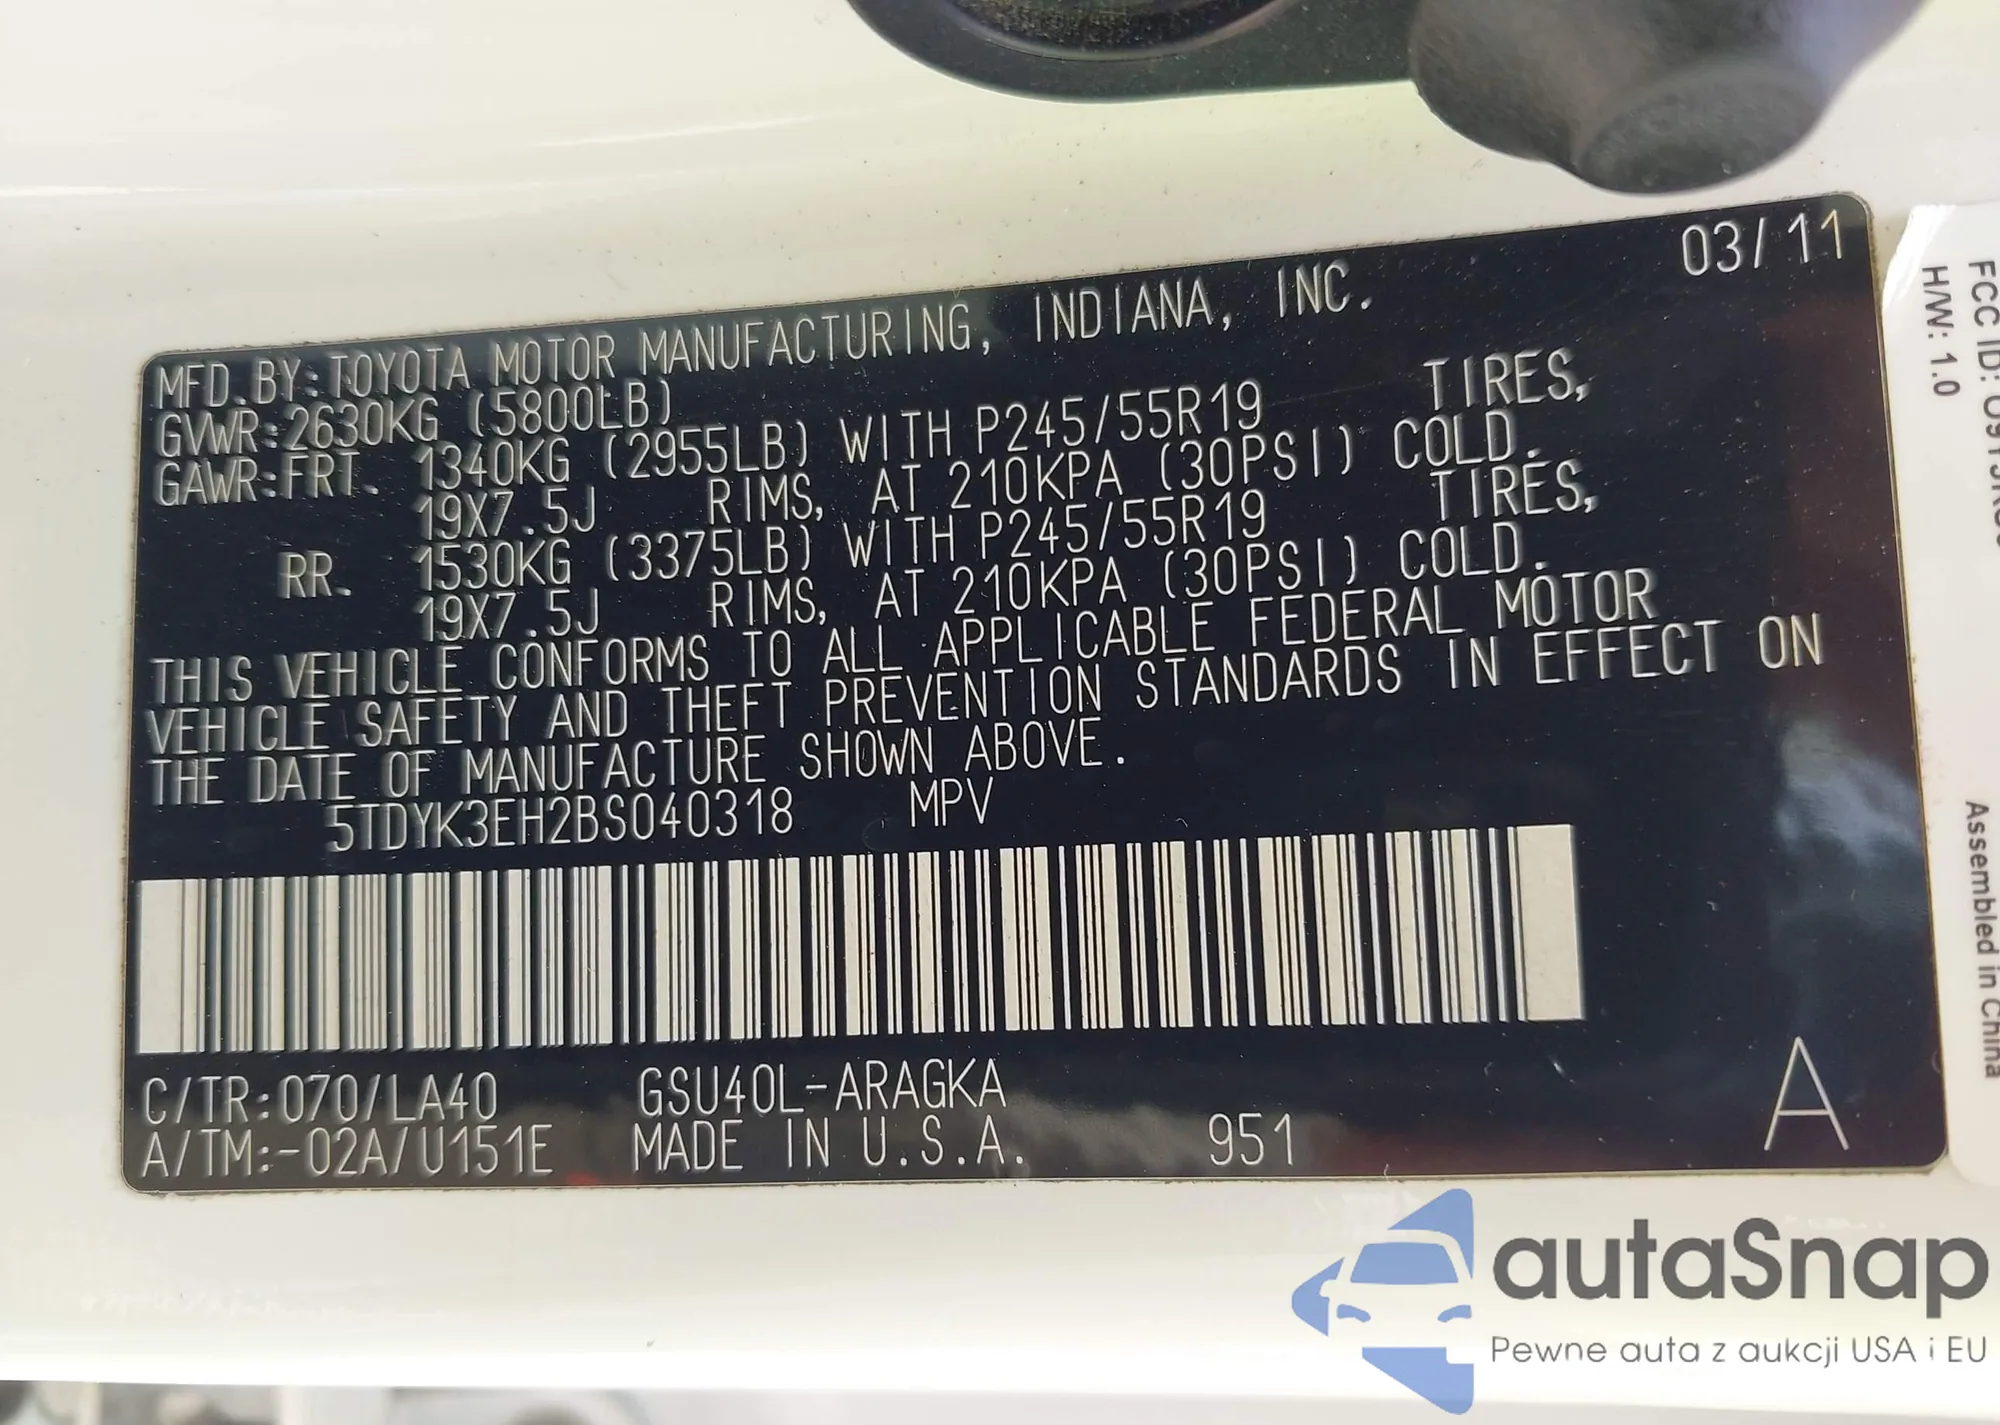 03/11
MFD.BY:TOYOTA MOTOR MANUFACTURING, INDIANA, INC.
GVWR:2630KG (5800LB)
GAWR:FRT. 1340KG (2955LB) WITH P245/55R19 TIRES,
19X7.5J RIMS, AT 210KPA (30PSI) COLD.
RR. 1530KG (3375LB) WITH P245/55R19 TIRES,
19X7.5J RIMS, AT 210KPA (30PSI) COLD.
THIS VEHICLE CONFORMS TO ALL APPLICABLE FEDERAL MOTOR
VEHICLE SAFETY AND THEFT PREVENTION STANDARDS IN EFFECT ON
THE DATE OF MANUFACTURE SHOWN ABOVE.
5TDYK3EH2BS040318 MPV
C/TR:070/LA40 GSU40L-ARAGKA
A/TM:-02A/U151E MADE IN U.S.A. 951 A
FCC ID:
H/W: 1.0
Assembled in China
autaSnap
Pewne auta z aukcji USA i EU